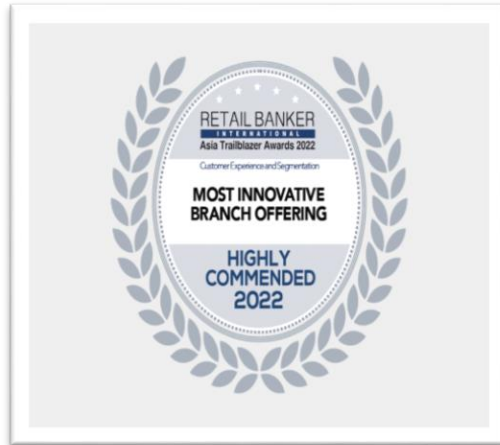 RETAIL BANKER
INTERNATIONAL
Asia Trailblazer Awards 2022
Customer Experience and Segmentation
MOST INNOVATIVE
BRANCH OFFERING
HIGHLY
COMMENDED
2022